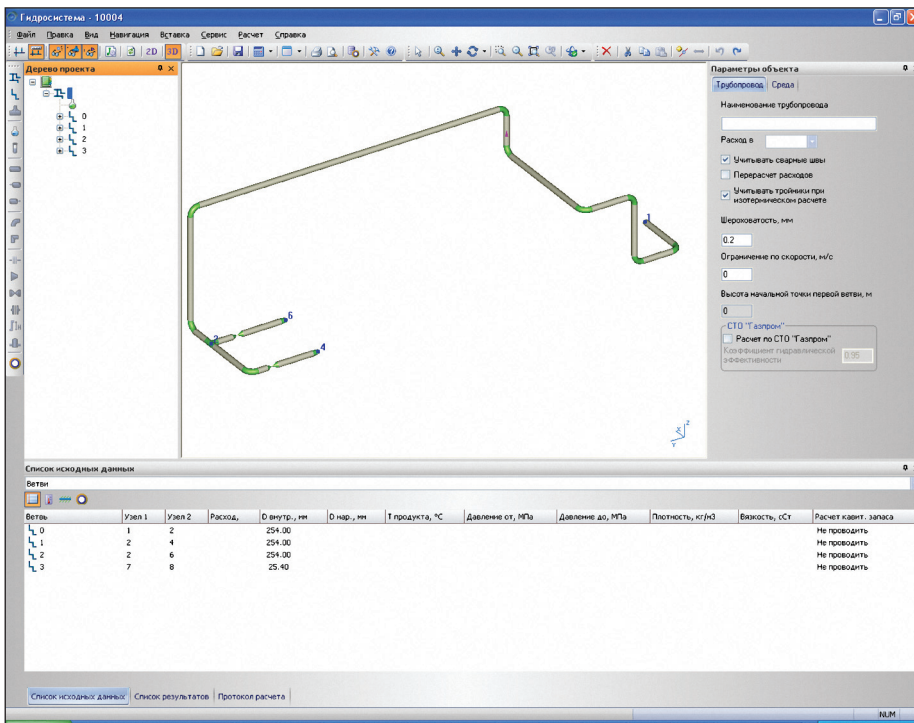 Гидросистема - 10004
Файл Правка Вид Навигация Вставка Сервис Расчет Справка
2D 3D
Дерево проекта
0
1
2
3
1
2
6
4
Z
X
Y
Параметры объекта
Трубопровод Среда
Наименование трубопровода
Расход в
Учитывать сварные швы
Перерасчет расходов
Учитывать тройники при
изотермическом расчете
Шероховатость, мм
0.2
Ограничение по скорости, м/с
0
Высота начальной точки первой ветви, м
0
СТО "Газпром"
Расчет по СТО "Газпром"
Коэффициент гидравлической
эффективности
0.95
Список исходных данных
Ветви
Ветвь Узел 1 Узел 2 Расход, D внутр., мм D нар., мм Т продукта, °C Давление от, МПа Давление до, МПа Плотность, кг/м3 Вязкость, сСт Расчет кавит. запаса
0 1 2 254.00 Не проводить
1 2 4 254.00 Не проводить
2 2 6 254.00 Не проводить
3 7 8 25.40 Не проводить
Список исходных данных Список результатов Протокол расчета
NUM